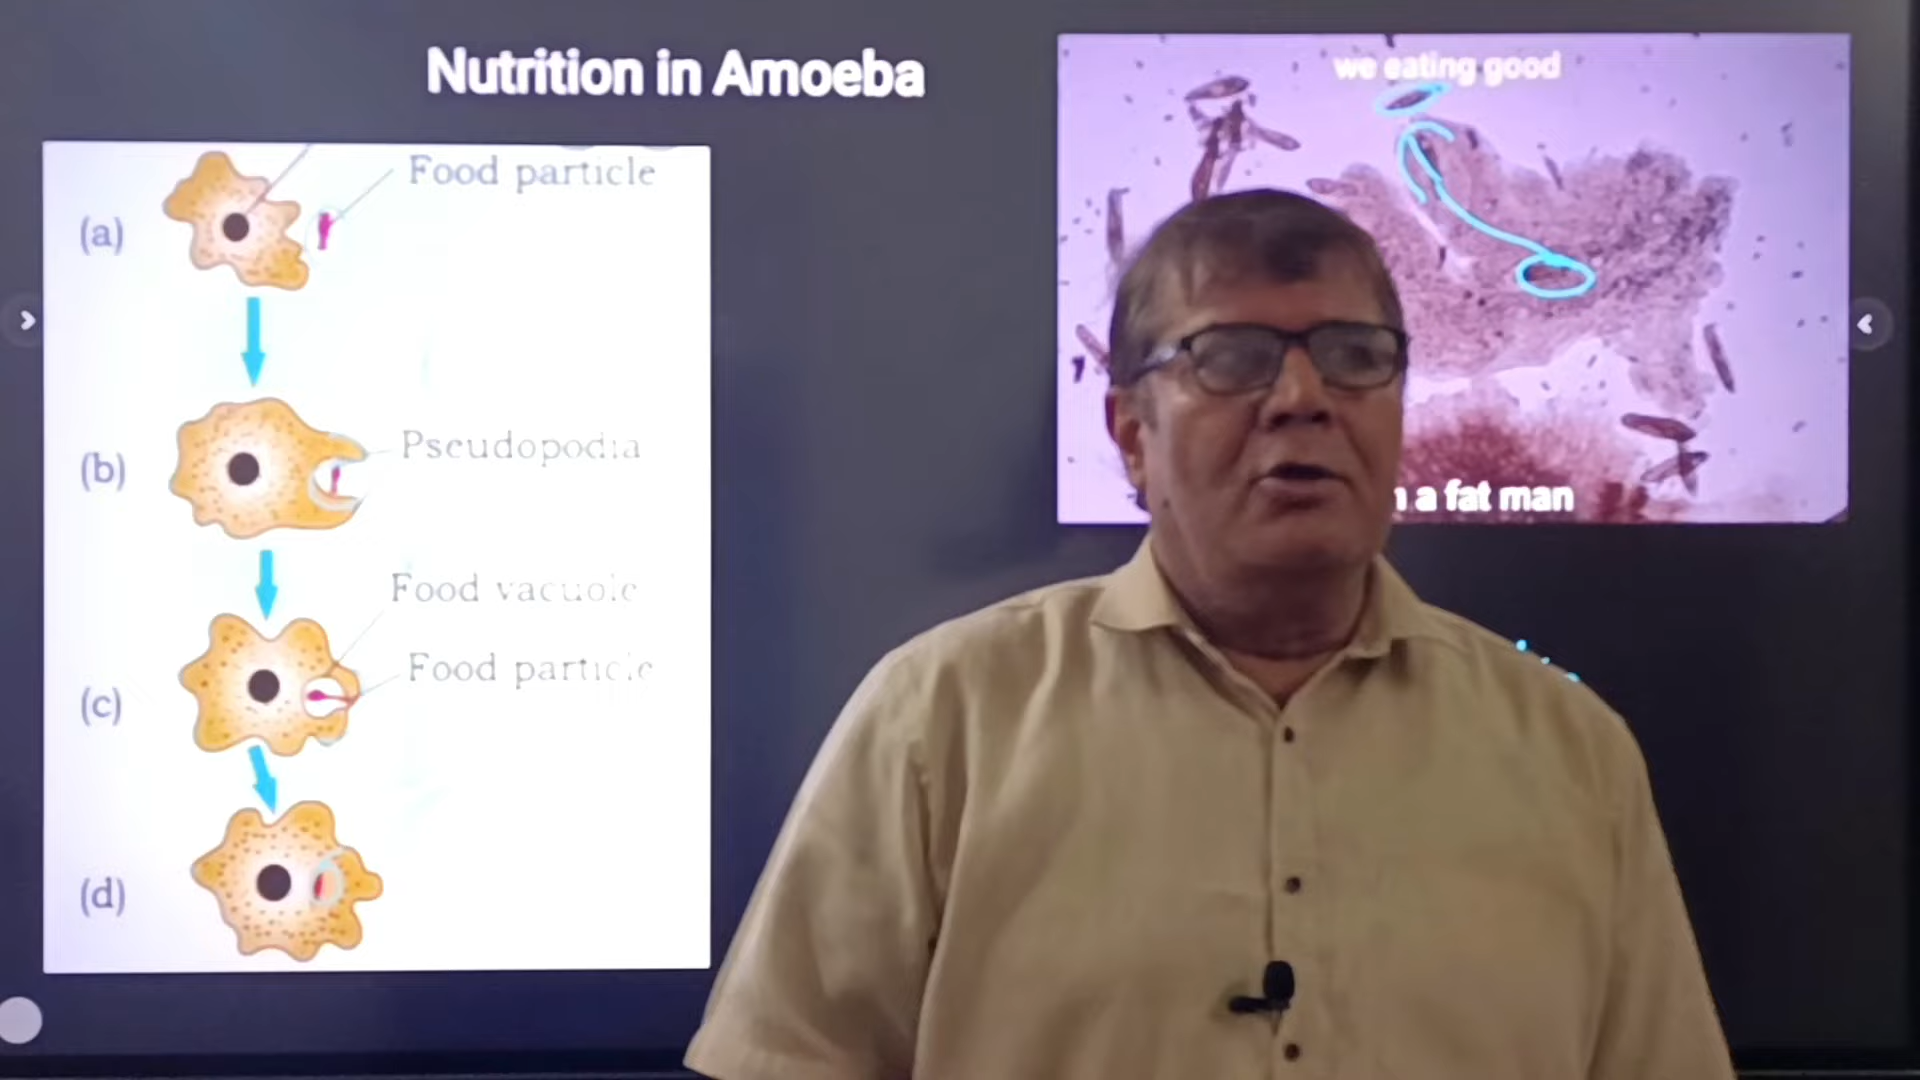 Nutrition in Amoeba
(a)
Food particle
(b)
Pseudopodia
(c)
Food vacuole
Food particle
(d)
we eating good
a fat man